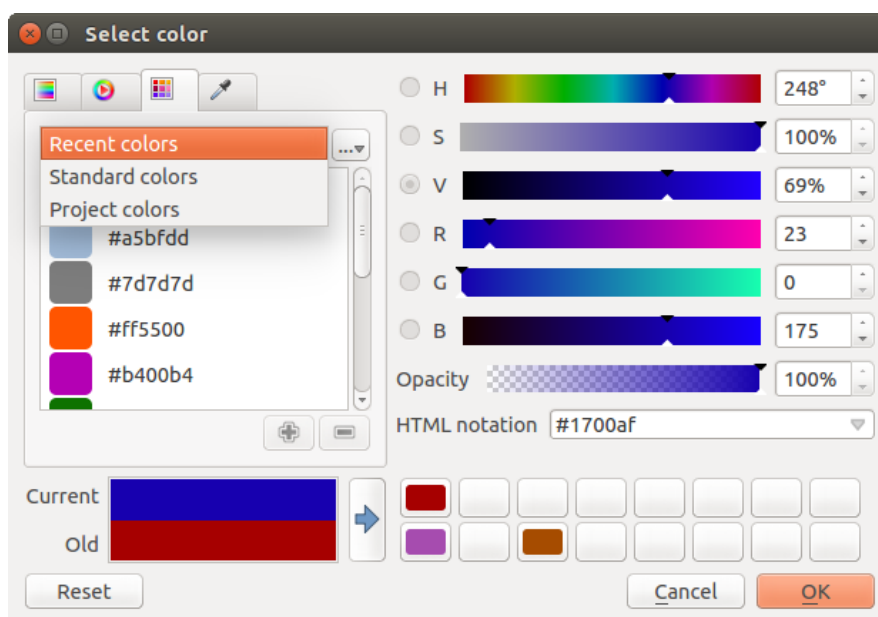 Select color
H 248°
S 100%
V 69%
R 23
G 0
B 175
Opacity 100%
HTML notation #1700af
Recent colors
...
Standard colors
Project colors
#a5bfdd
#7d7d7d
#ff5500
#b400b4
Current
Old
Reset
Cancel
OK